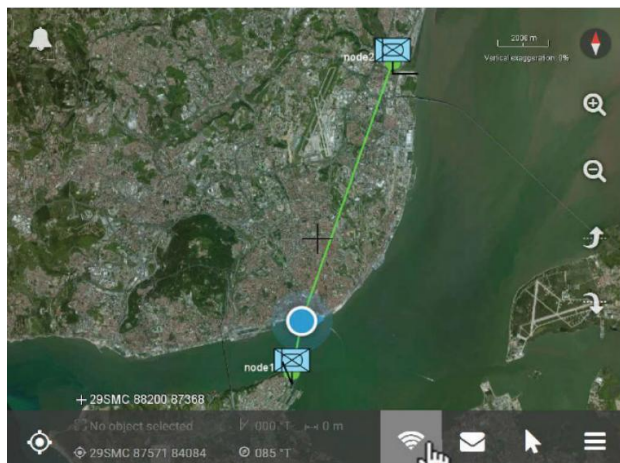 2000 m
Vertical exaggeration: 0%
node2
node1
29SMC 88200 87368
No object selected
000 °T
0 m
29SMC 87571 84084
085 °T